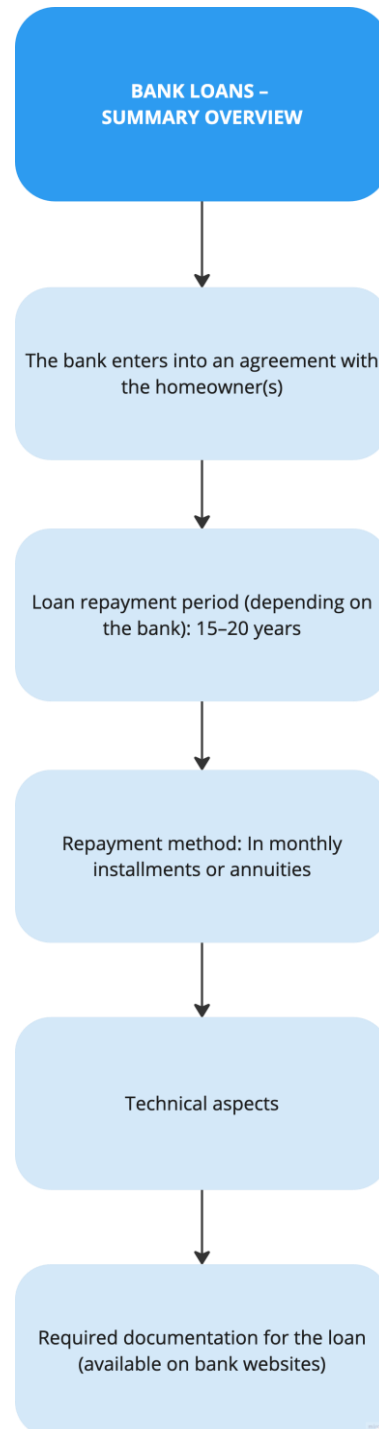 BANK LOANS –
SUMMARY OVERVIEW
The bank enters into an agreement with
the homeowner(s)
Loan repayment period (depending on
the bank): 15–20 years
Repayment method: In monthly
installments or annuities
Technical aspects
Required documentation for the loan
(available on bank websites)